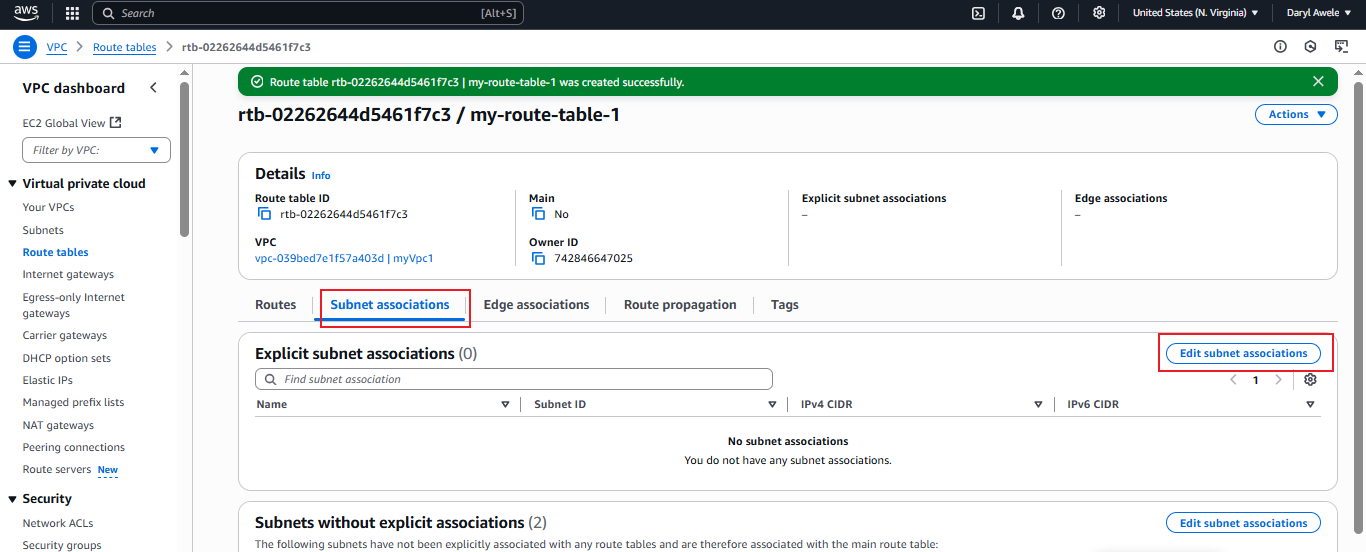 aws Search [Alt+S] United States (N. Virginia) Daryl Awele
VPC Route tables rtb-02262644d5461f7c3
VPC dashboard
EC2 Global View
Filter by VPC:
Virtual private cloud
Your VPCs
Subnets
Route tables
Internet gateways
Egress-only Internet
gateways
Carrier gateways
DHCP option sets
Elastic IPs
Managed prefix lists
NAT gateways
Peering connections
Route servers New
Security
Network ACLs
Security groups
Route table rtb-02262644d5461f7c3 | my-route-table-1 was created successfully.
rtb-02262644d5461f7c3 / my-route-table-1 Actions
Details Info
Route table ID Main Explicit subnet associations Edge associations
rtb-02262644d5461f7c3 No – –
VPC Owner ID
vpc-039bed7e1f57a403d | myVpc1 742846647025
Routes Subnet associations Edge associations Route propagation Tags
Explicit subnet associations (0) Edit subnet associations
Find subnet association 1
Name Subnet ID IPv4 CIDR IPv6 CIDR
No subnet associations
You do not have any subnet associations.
Subnets without explicit associations (2) Edit subnet associations
The following subnets have not been explicitly associated with any route tables and are therefore associated with the main route table: